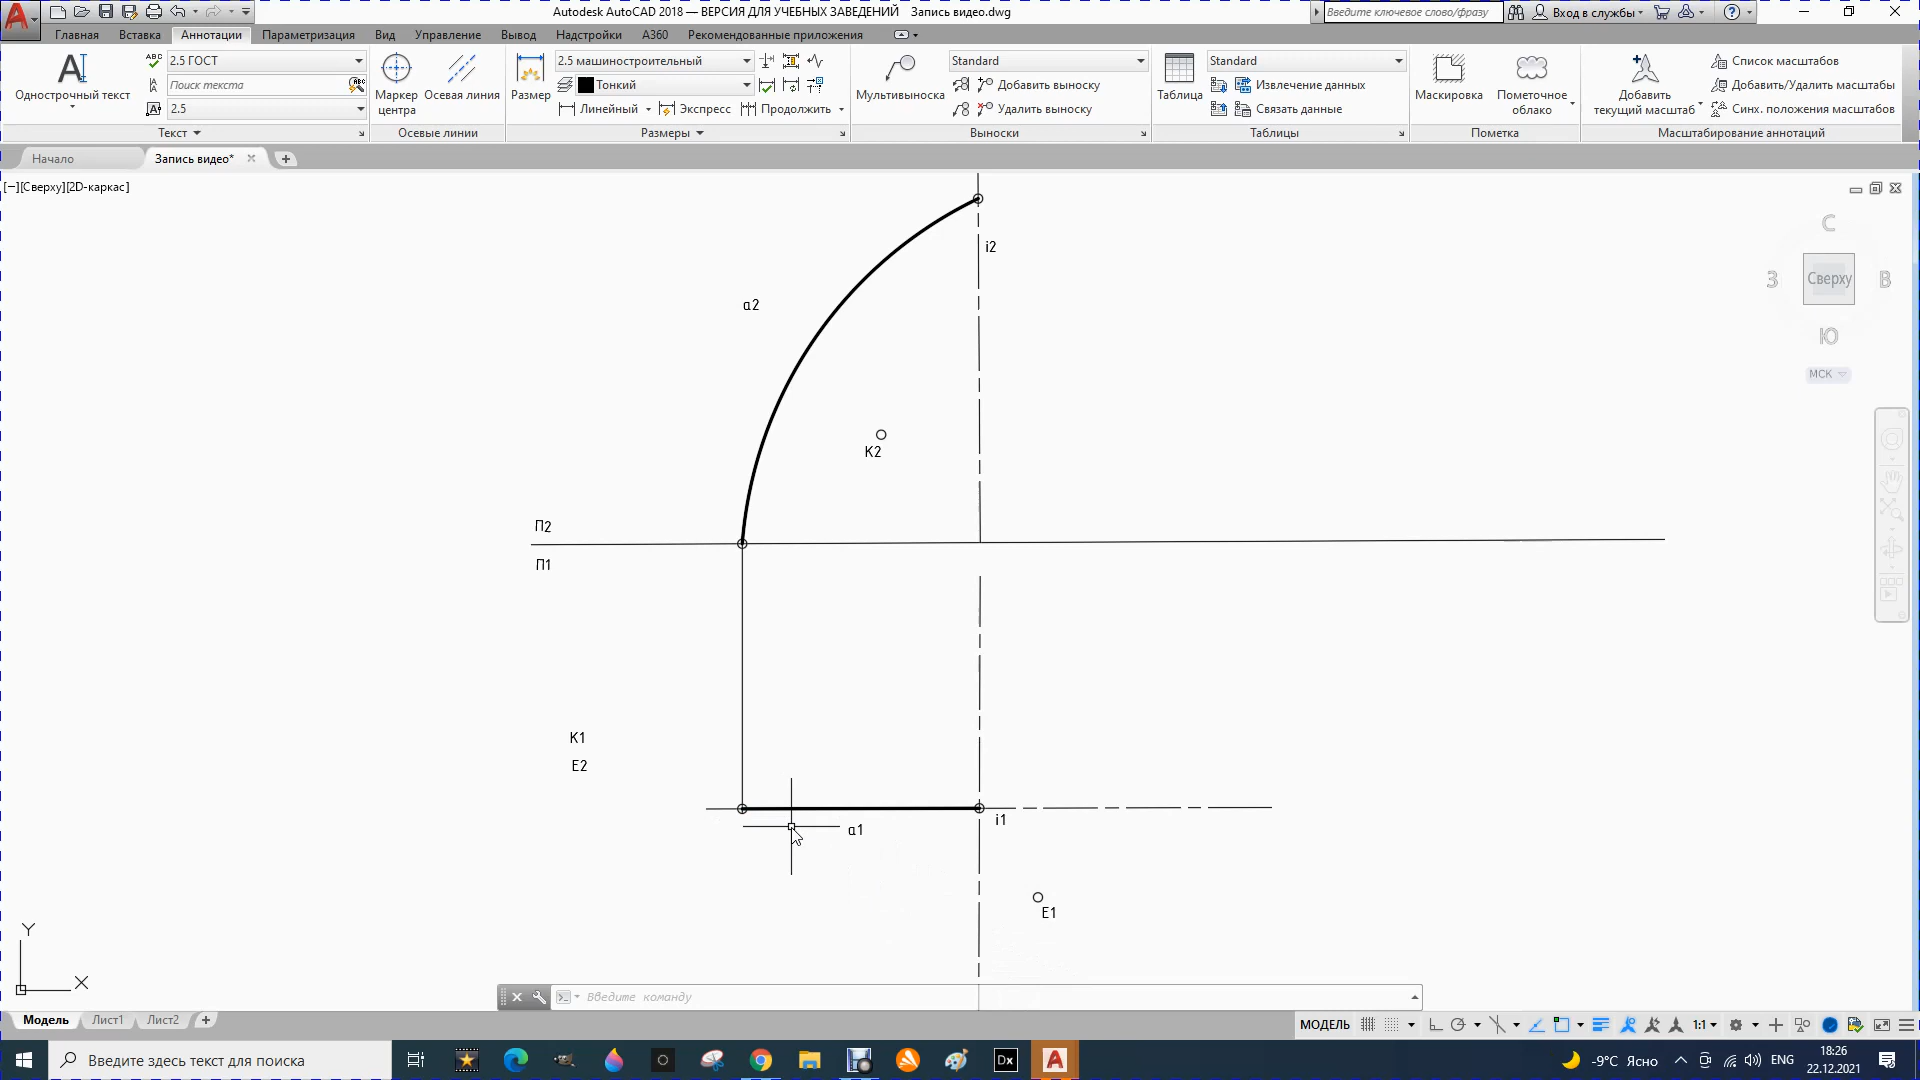 Autodesk AutoCAD 2018 — ВЕРСИЯ ДЛЯ УЧЕБНЫХ ЗАВЕДЕНИЙ Запись видео.dwg
Введите ключевое слово/фразу
Вход в службы
Главная Вставка Аннотации Параметризация Вид Управление Вывод Надстройки A360 Рекомендованные приложения
Однострочный текст
2.5 ГОСТ
Поиск текста
2.5
Текст
Маркер центра
Осевая линия
Осевые линии
Размер
2.5 машиностроительный
Тонкий
Линейный Экспресс Продолжить
Размеры
Мультивыноска
Standard
Добавить выноску
Удалить выноску
Выноски
Таблица
Standard
Извлечение данных
Связать данные
Таблицы
Маскировка
Пометочное облако
Пометка
Добавить текущий масштаб
Список масштабов
Добавить/Удалить масштабы
Синх. положения масштабов
Масштабирование аннотаций
Начало Запись видео*
[−][Сверху][2D-каркас]
С
З Сверху В
Ю
МСК
i2
a2
К2
П2
П1
К1
Е2
a1
i1
Е1
Y
X
Введите команду
Модель Лист1 Лист2
МОДЕЛЬ 1:1
Введите здесь текст для поиска
Dx
-9°C Ясно
ENG
18:26
22.12.2021